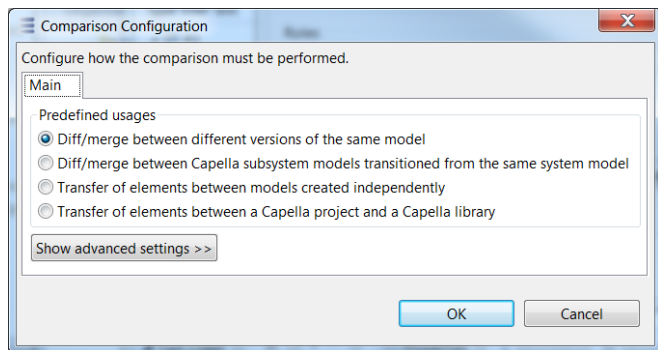 Comparison Configuration
Configure how the comparison must be performed.
Main
Predefined usages
Diff/merge between different versions of the same model
Diff/merge between Capella subsystem models transitioned from the same system model
Transfer of elements between models created independently
Transfer of elements between a Capella project and a Capella library
Show advanced settings >>
OK
Cancel